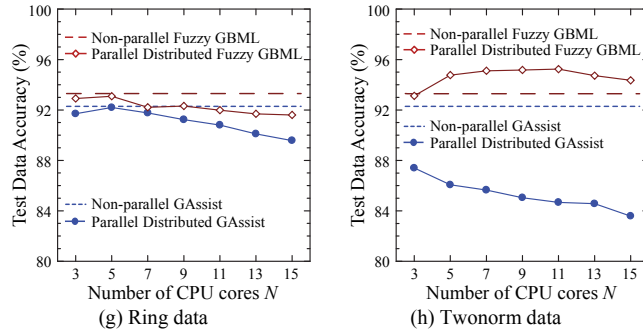 100
96
92
88
84
80
Test Data Accuracy (%)
Non-parallel Fuzzy GBML
Parallel Distributed Fuzzy GBML
Non-parallel GAssist
Parallel Distributed GAssist
3 5 7 9 11 13 15
Number of CPU cores N
(g) Ring data
100
96
92
88
84
80
Test Data Accuracy (%)
Non-parallel Fuzzy GBML
Parallel Distributed Fuzzy GBML
Non-parallel GAssist
Parallel Distributed GAssist
3 5 7 9 11 13 15
Number of CPU cores N
(h) Twonorm data